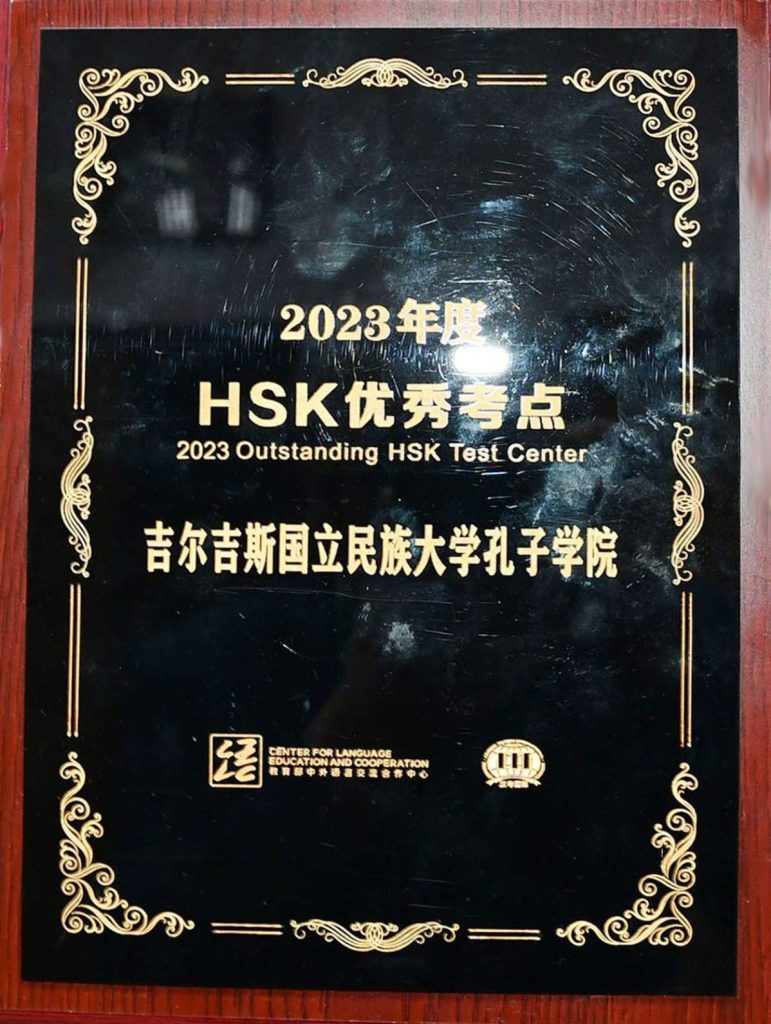 2023年度
HSK优秀考点
2023 Outstanding HSK Test Center
吉尔吉斯国立民族大学孔子学院
CENTER FOR LANGUAGE
EDUCATION AND COOPERATION
教育部中外语言交流合作中心